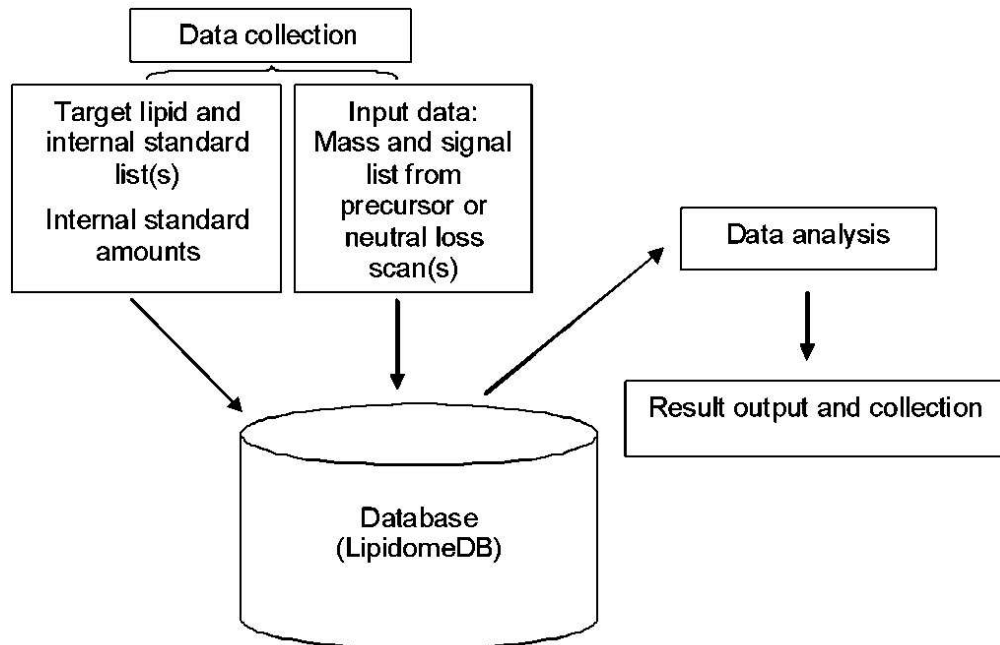 Data collection
Target lipid and
internal standard
list(s)
Internal standard
amounts
Input data:
Mass and signal
list from
precursor or
neutral loss
scan(s)
Data analysis
Result output and collection
Database
(LipidomeDB)